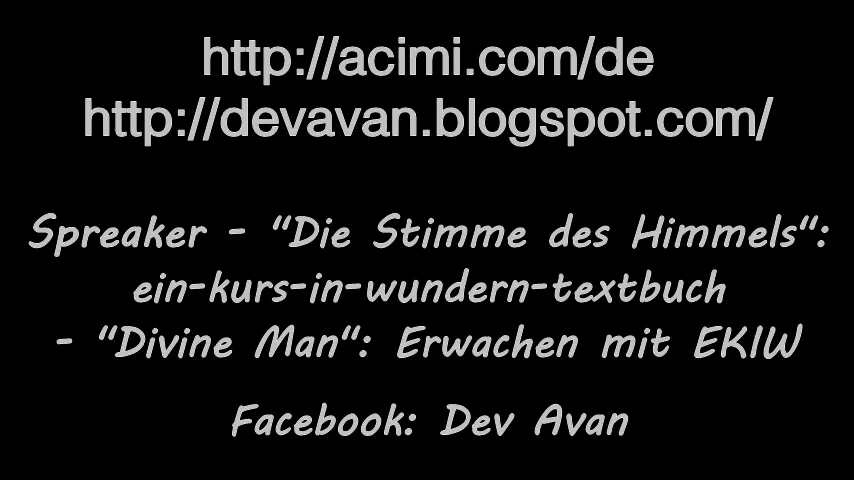 http://acimi.com/de
http://devavan.blogspot.com/
Spreaker - "Die Stimme des Himmels":
ein-kurs-in-wundern-textbuch
- "Divine Man": Erwachen mit EKIW
Facebook: Dev Avan